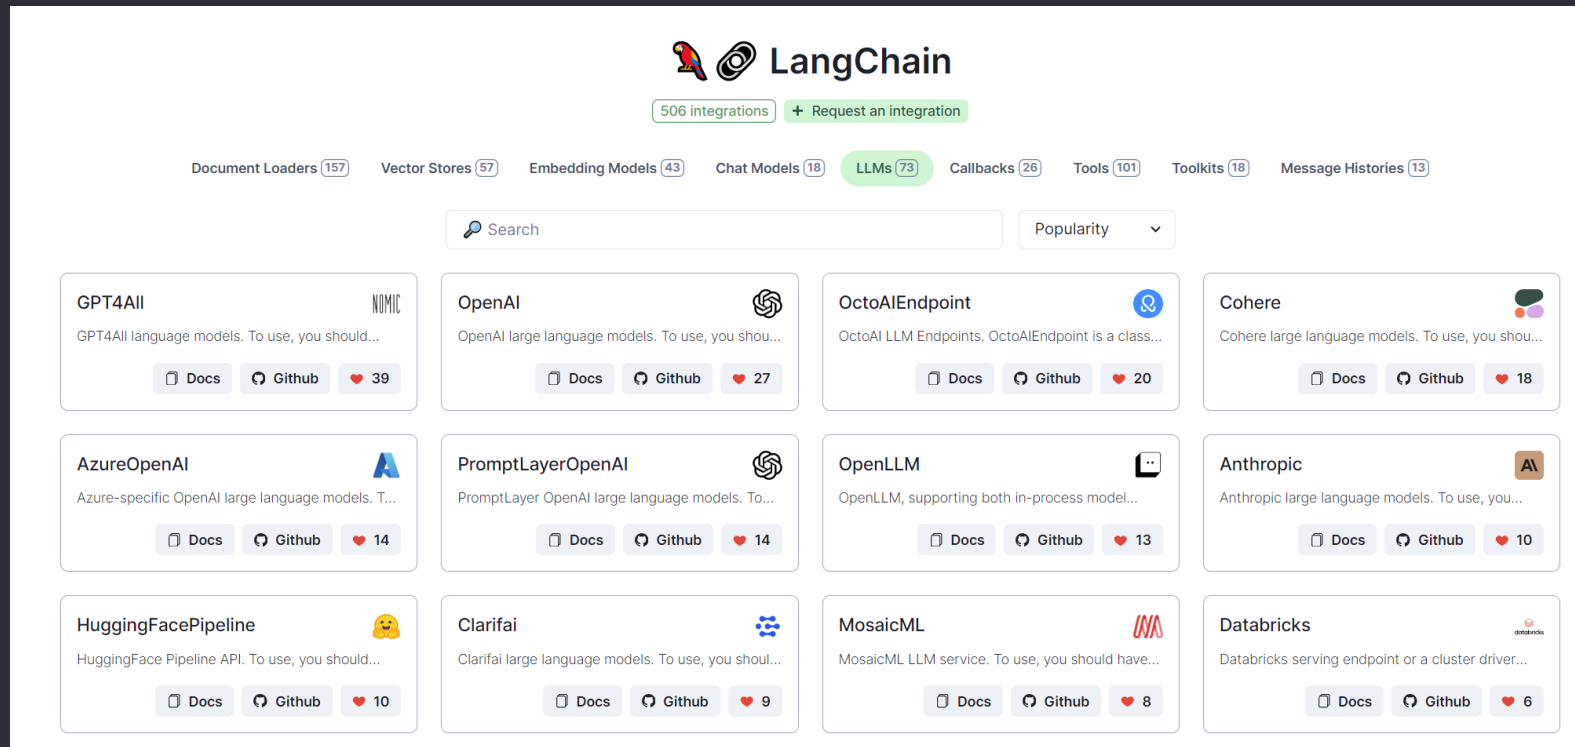 LangChain
506 integrations + Request an integration
Document Loaders 157 Vector Stores 57 Embedding Models 43 Chat Models 18 LLMs 73 Callbacks 26 Tools 101 Toolkits 18 Message Histories 13
Search Popularity
GPT4All NOMIC
GPT4All language models. To use, you should...
Docs Github 39
OpenAI
OpenAI large language models. To use, you shou...
Docs Github 27
OctoAIEndpoint
OctoAI LLM Endpoints. OctoAIEndpoint is a class...
Docs Github 20
Cohere
Cohere large language models. To use, you shou...
Docs Github 18
AzureOpenAI
Azure-specific OpenAI large language models. T...
Docs Github 14
PromptLayerOpenAI
PromptLayer OpenAI large language models. To...
Docs Github 14
OpenLLM
OpenLLM, supporting both in-process model...
Docs Github 13
Anthropic AI
Anthropic large language models. To use, you...
Docs Github 10
HuggingFacePipeline
HuggingFace Pipeline API. To use, you should...
Docs Github 10
Clarifai
Clarifai large language models. To use, you shoul...
Docs Github 9
MosaicML
MosaicML LLM service. To use, you should have...
Docs Github 8
Databricks databricks
Databricks serving endpoint or a cluster driver...
Docs Github 6